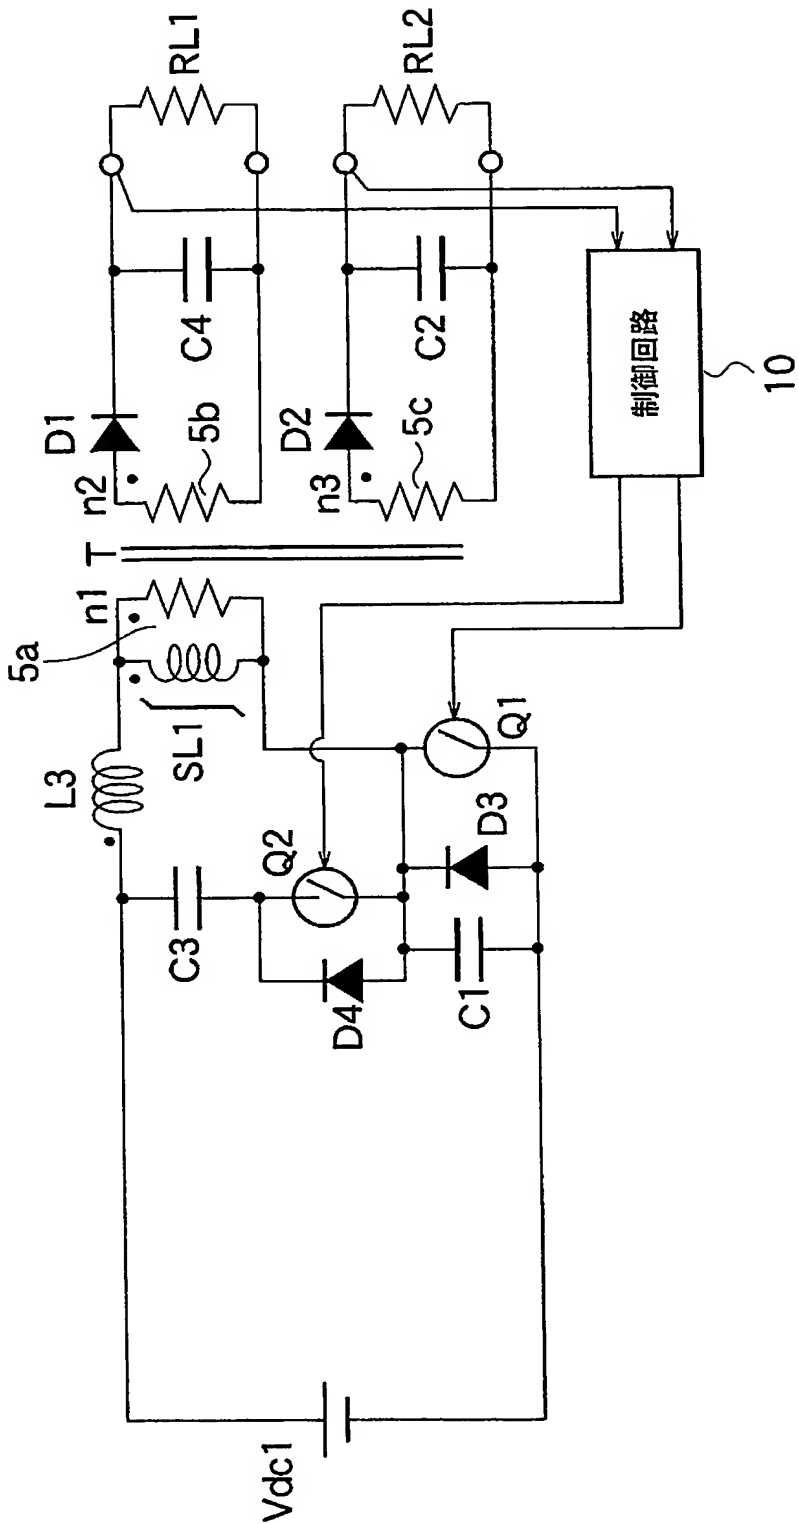 Vdc1
C3
D4
Q2
C1
D3
Q1
L3
SL1
5a
n1
T
n2
5b
D1
C4
RL1
n3
5c
D2
C2
RL2
制御回路
10